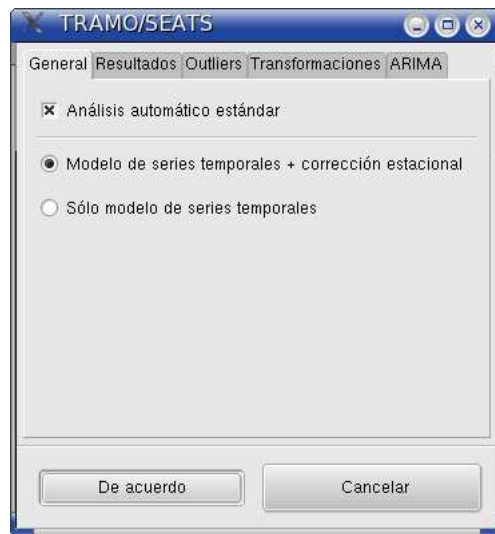 TRAMO/SEATS
General Resultados Outliers Transformaciones ARIMA
Análisis automático estándar
Modelo de series temporales + corrección estacional
Sólo modelo de series temporales
De acuerdo Cancelar